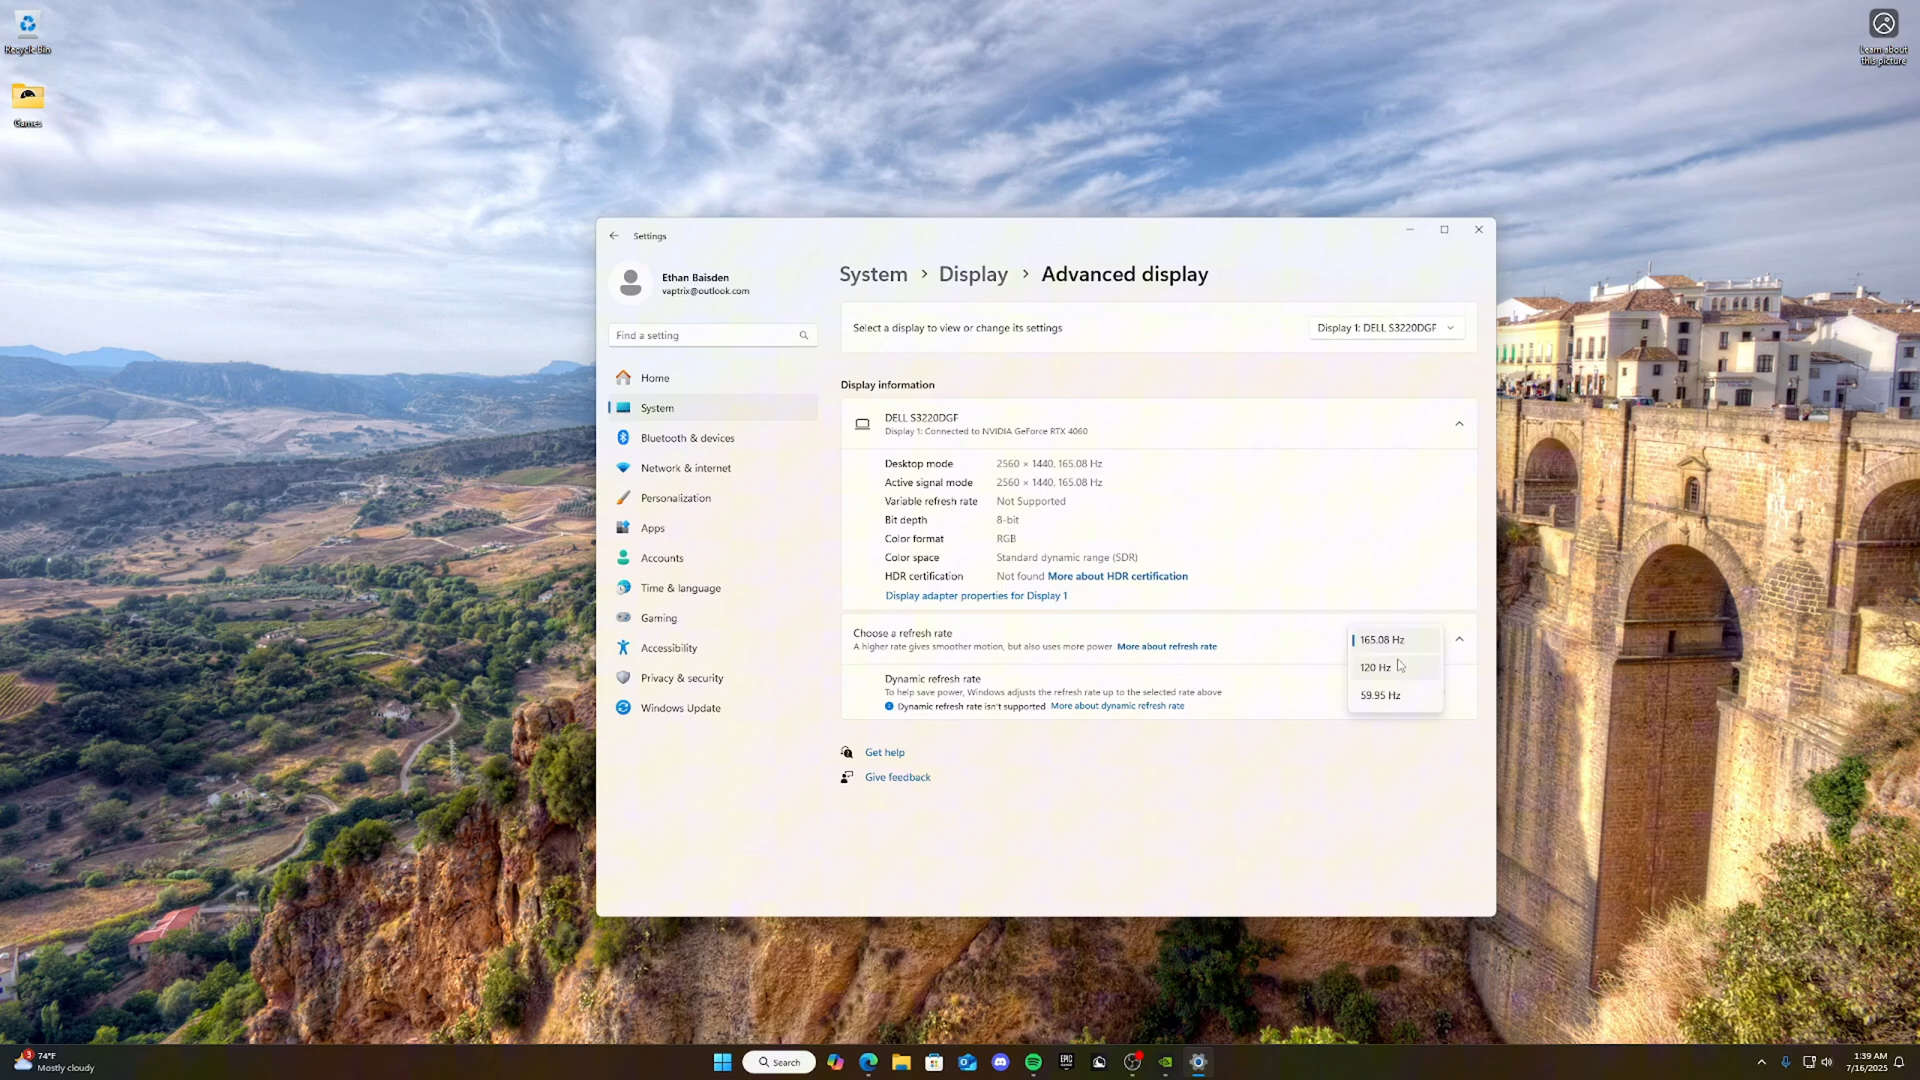 Recycle Bin
Games
Learn about
this picture
Settings
Ethan Baisden
vaptrix@outlook.com
Find a setting
Home
System
Bluetooth & devices
Network & internet
Personalization
Apps
Accounts
Time & language
Gaming
Accessibility
Privacy & security
Windows Update
System > Display > Advanced display
Select a display to view or change its settings
Display 1: DELL S3220DGF
Display information
DELL S3220DGF
Display 1: Connected to NVIDIA GeForce RTX 4060
Desktop mode 2560 × 1440, 165.08 Hz
Active signal mode 2560 × 1440, 165.08 Hz
Variable refresh rate Not Supported
Bit depth 8-bit
Color format RGB
Color space Standard dynamic range (SDR)
HDR certification Not found More about HDR certification
Display adapter properties for Display 1
Choose a refresh rate
A higher rate gives smoother motion, but also uses more power More about refresh rate
165.08 Hz
120 Hz
59.95 Hz
Dynamic refresh rate
To help save power, Windows adjusts the refresh rate up to the selected rate above
Dynamic refresh rate isn't supported More about dynamic refresh rate
Get help
Give feedback
3
74°F
Mostly cloudy
Search
EPIC
1:39 AM
7/16/2025